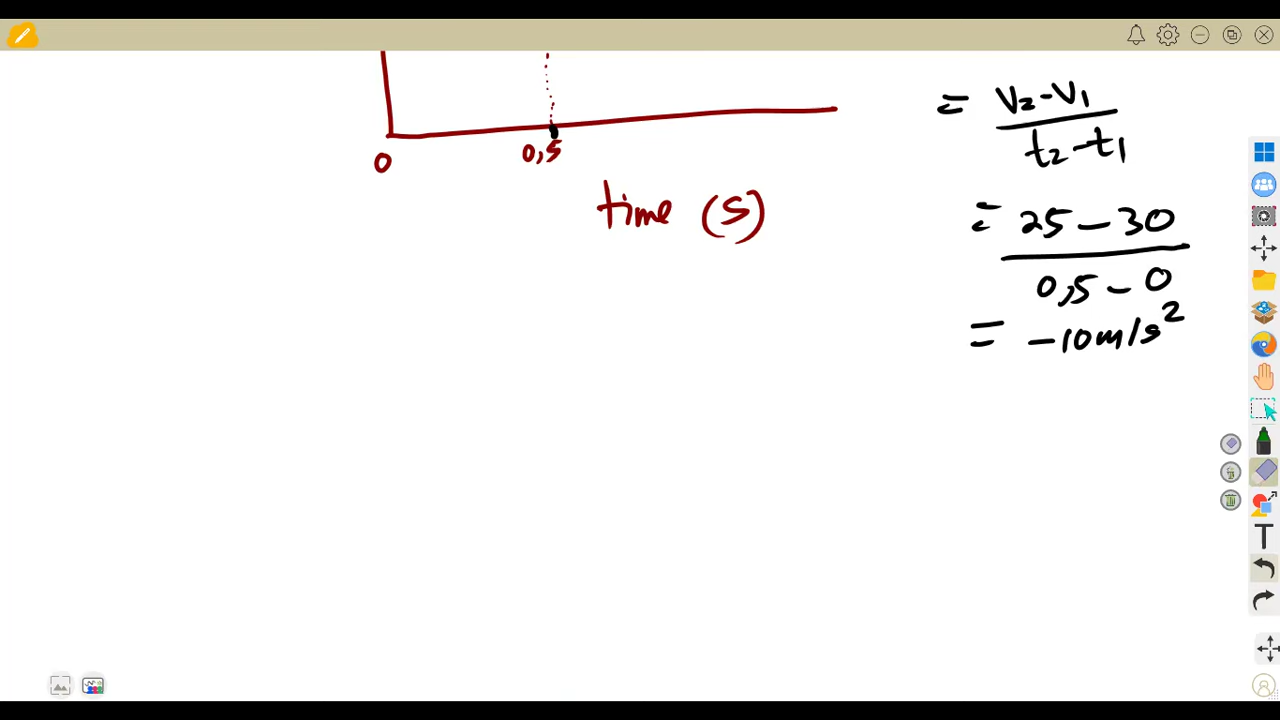 0
0,5
time (s)
= V2-V1
t2-t1
= 25-30
0,5-0
= -10m/s²
T